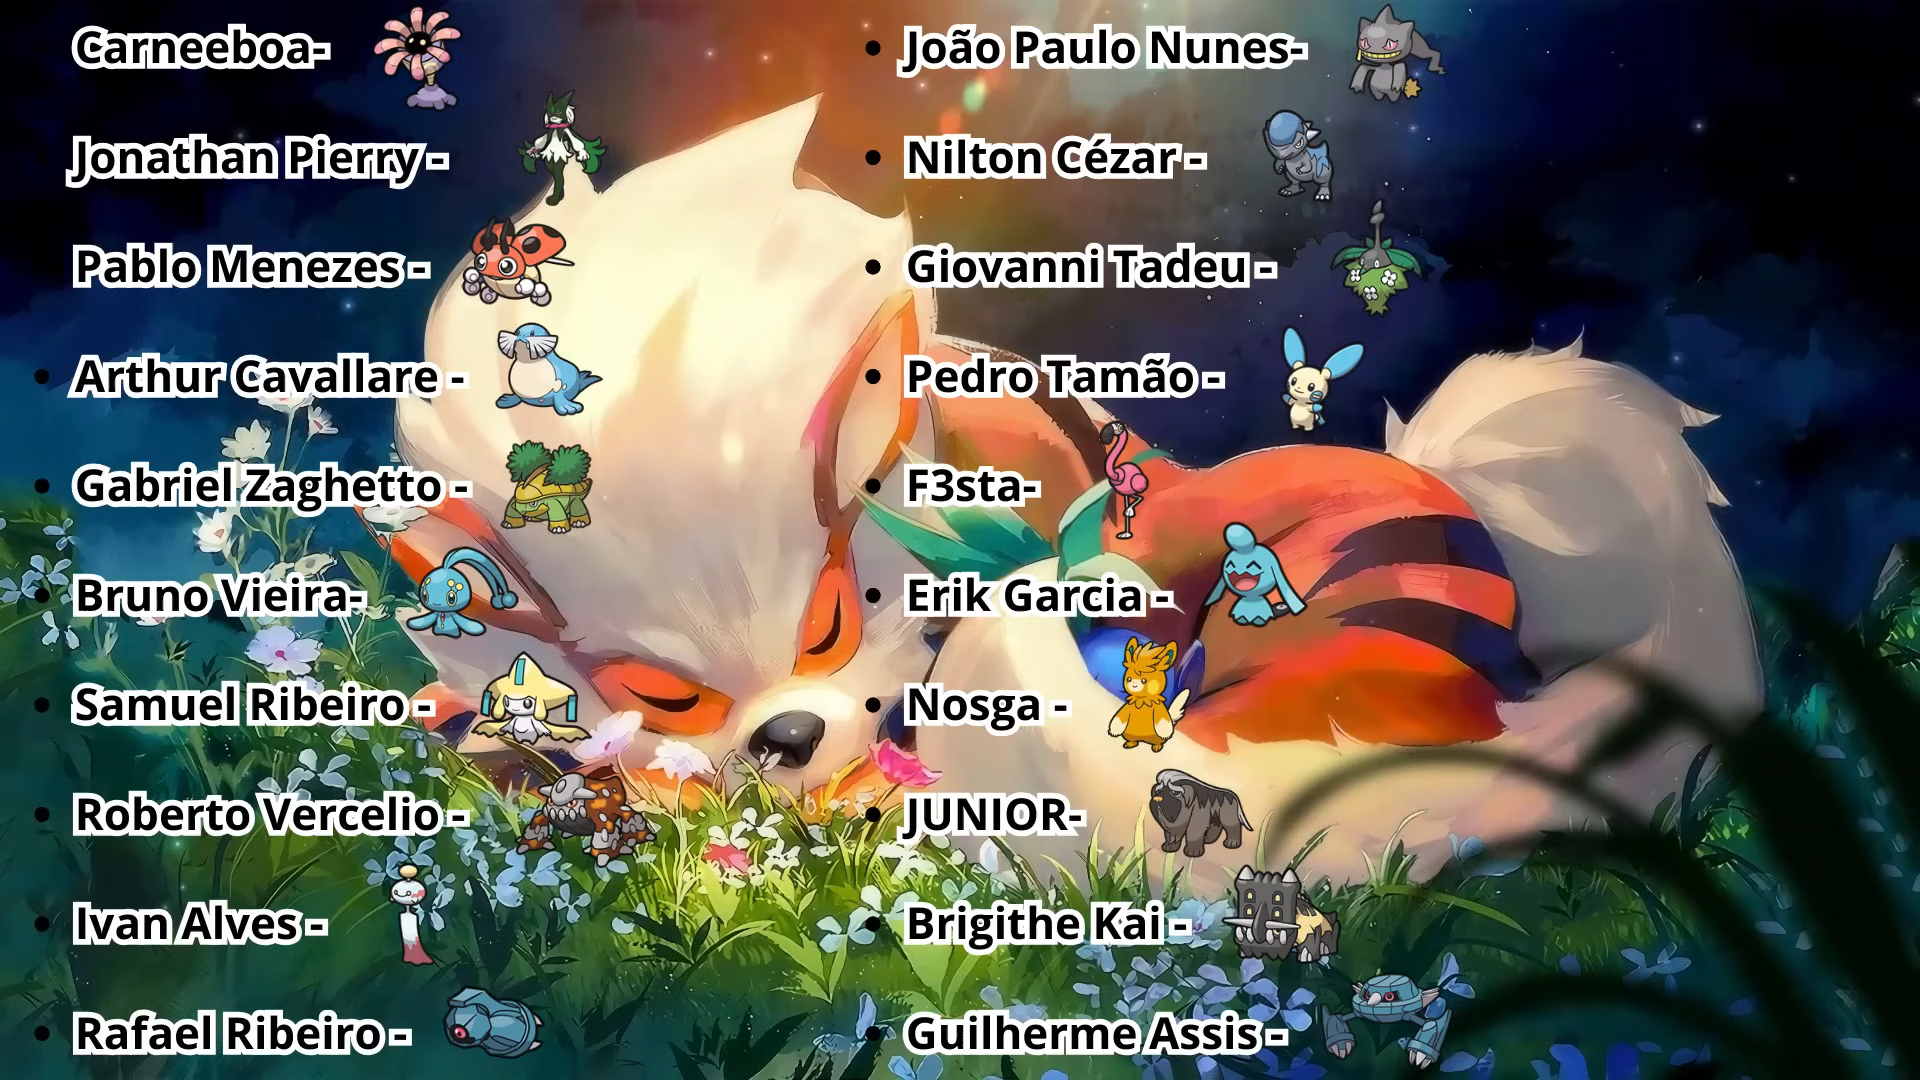 Carneeboa-
Jonathan Pierry -
Pablo Menezes -
Arthur Cavallare -
Gabriel Zaghetto -
Bruno Vieira-
Samuel Ribeiro -
Roberto Vercelio -
Ivan Alves -
Rafael Ribeiro -
João Paulo Nunes-
Nilton Cézar -
Giovanni Tadeu -
Pedro Tamão -
F3sta-
Erik Garcia -
Nosga -
JUNIOR-
Brigithe Kai -
Guilherme Assis -